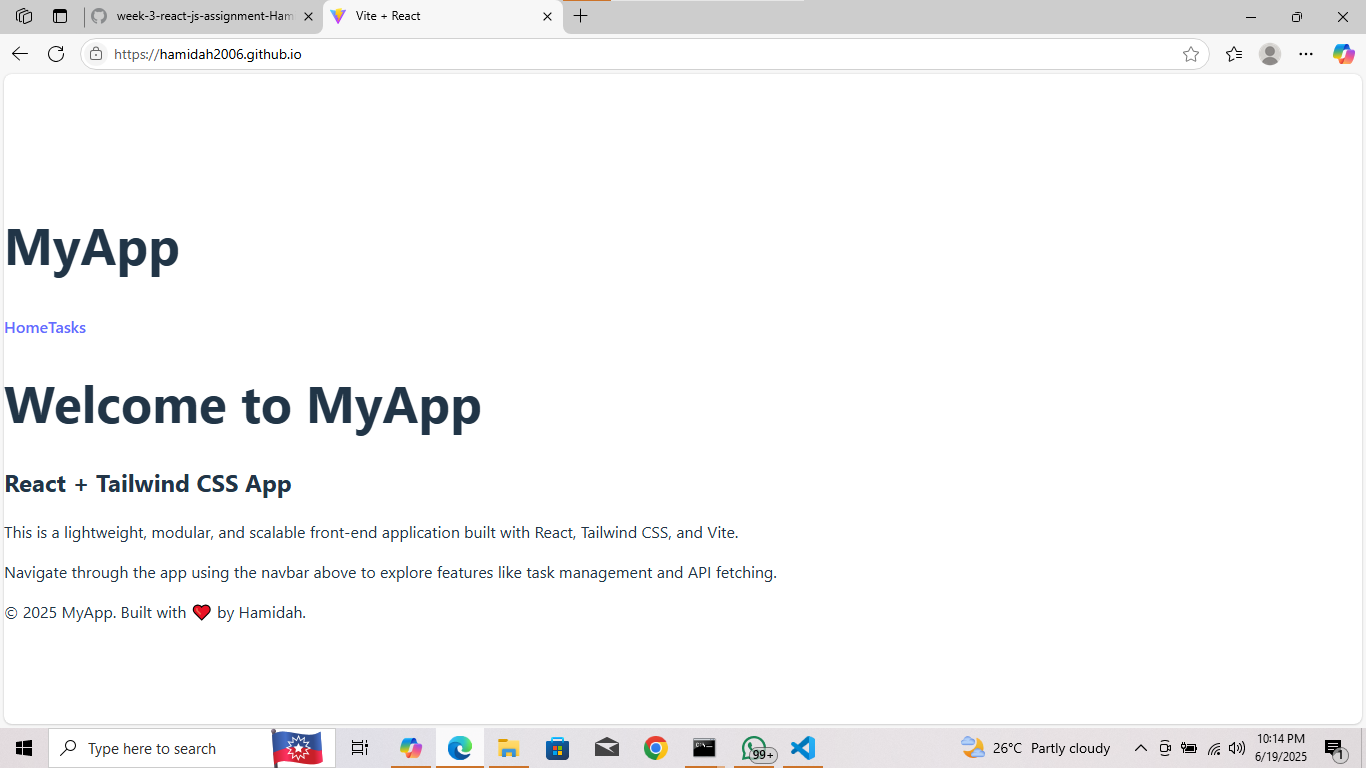 week-3-react-js-assignment-Ham
Vite + React
https://hamidah2006.github.io
MyApp
HomeTasks
Welcome to MyApp
React + Tailwind CSS App
This is a lightweight, modular, and scalable front-end application built with React, Tailwind CSS, and Vite.
Navigate through the app using the navbar above to explore features like task management and API fetching.
© 2025 MyApp. Built with ❤️ by Hamidah.
Type here to search
99+
26°C Partly cloudy
10:14 PM
6/19/2025
1